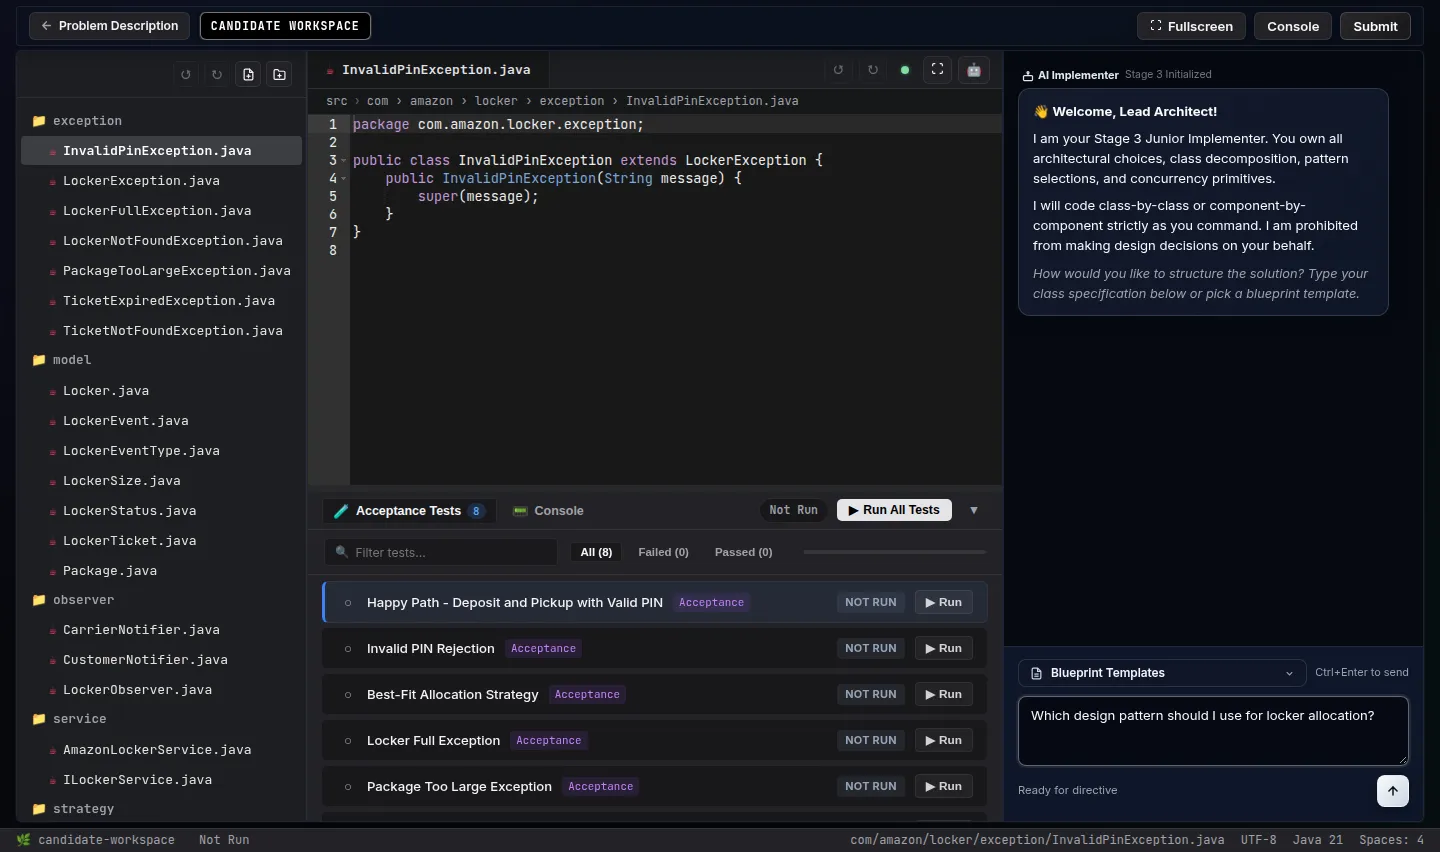 Problem Description
CANDIDATE WORKSPACE
Fullscreen
Console
Submit
exception
InvalidPinException.java
LockerException.java
LockerFullException.java
LockerNotFoundException.java
PackageTooLargeException.java
TicketExpiredException.java
TicketNotFoundException.java
model
Locker.java
LockerEvent.java
LockerEventType.java
LockerSize.java
LockerStatus.java
LockerTicket.java
Package.java
observer
CarrierNotifier.java
CustomerNotifier.java
LockerObserver.java
service
AmazonLockerService.java
ILockerService.java
strategy
InvalidPinException.java
src › com › amazon › locker › exception › InvalidPinException.java
1 package com.amazon.locker.exception;
2
3 public class InvalidPinException extends LockerException {
4 public InvalidPinException(String message) {
5 super(message);
6 }
7 }
8
Acceptance Tests 8
Console
Not Run
▶ Run All Tests
▼
Filter tests...
All (8)
Failed (0)
Passed (0)
Happy Path - Deposit and Pickup with Valid PIN Acceptance NOT RUN ▶ Run
Invalid PIN Rejection Acceptance NOT RUN ▶ Run
Best-Fit Allocation Strategy Acceptance NOT RUN ▶ Run
Locker Full Exception Acceptance NOT RUN ▶ Run
Package Too Large Exception Acceptance NOT RUN ▶ Run
AI Implementer Stage 3 Initialized
👋 Welcome, Lead Architect!
I am your Stage 3 Junior Implementer. You own all
architectural choices, class decomposition, pattern
selections, and concurrency primitives.
I will code class-by-class or component-by-
component strictly as you command. I am prohibited
from making design decisions on your behalf.
How would you like to structure the solution? Type your
class specification below or pick a blueprint template.
Blueprint Templates
Ctrl+Enter to send
Which design pattern should I use for locker allocation?
Ready for directive
candidate-workspace
Not Run
com/amazon/locker/exception/InvalidPinException.java
UTF-8
Java 21
Spaces: 4